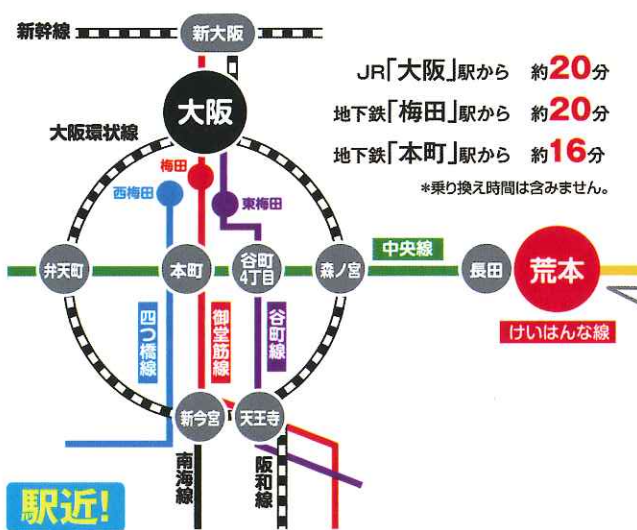 新幹線
新大阪
JR「大阪」駅から 約20分
地下鉄「梅田」駅から 約20分
地下鉄「本町」駅から 約16分
*乗り換え時間は含みません。
大阪
大阪環状線
梅田
西梅田
東梅田
弁天町
本町
谷町
4丁目
森ノ宮
中央線
長田
荒本
けいはんな線
四つ橋線
御堂筋線
谷町線
新今宮
天王寺
南海線
阪和線
駅近!